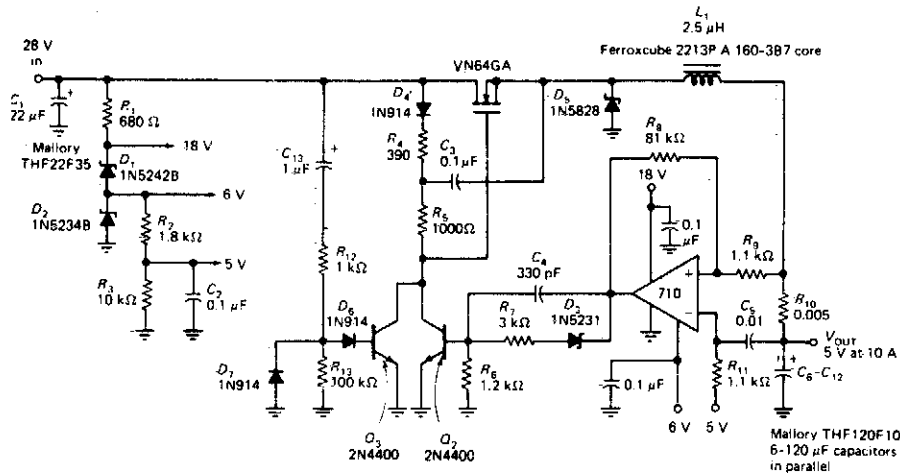 L1
2.5 µH
Ferroxcube 2213P A 160-3B7 core
28 V
in
VN64GA
C1
22 µF
Mallory
THF22F35
R1
680 Ω
18 V
D1
1N5242B
6 V
D2
1N5234B
R2
1.8 kΩ
5 V
R3
10 kΩ
C2
0.1 µF
C13
1 µF
R12
1 kΩ
D6
1N914
D7
1N914
R13
100 kΩ
D4
IN914
R4
390
C3
0.1 µF
R5
1000Ω
Q3
2N4400
Q2
2N4400
D5
1N5828
R8
81 kΩ
18 V
0.1
µF
C4
330 pF
R7
3 kΩ
D3
1N5231
R6
1.2 kΩ
710
+
−
R9
1.1 kΩ
R10
0.005
C5
0.01
R11
1.1 kΩ
0.1 µF
6 V
5 V
VOUT
5 V at 10 A
C6–C12
Mallory THF120F10
6-120 µF capacitors
in parallel